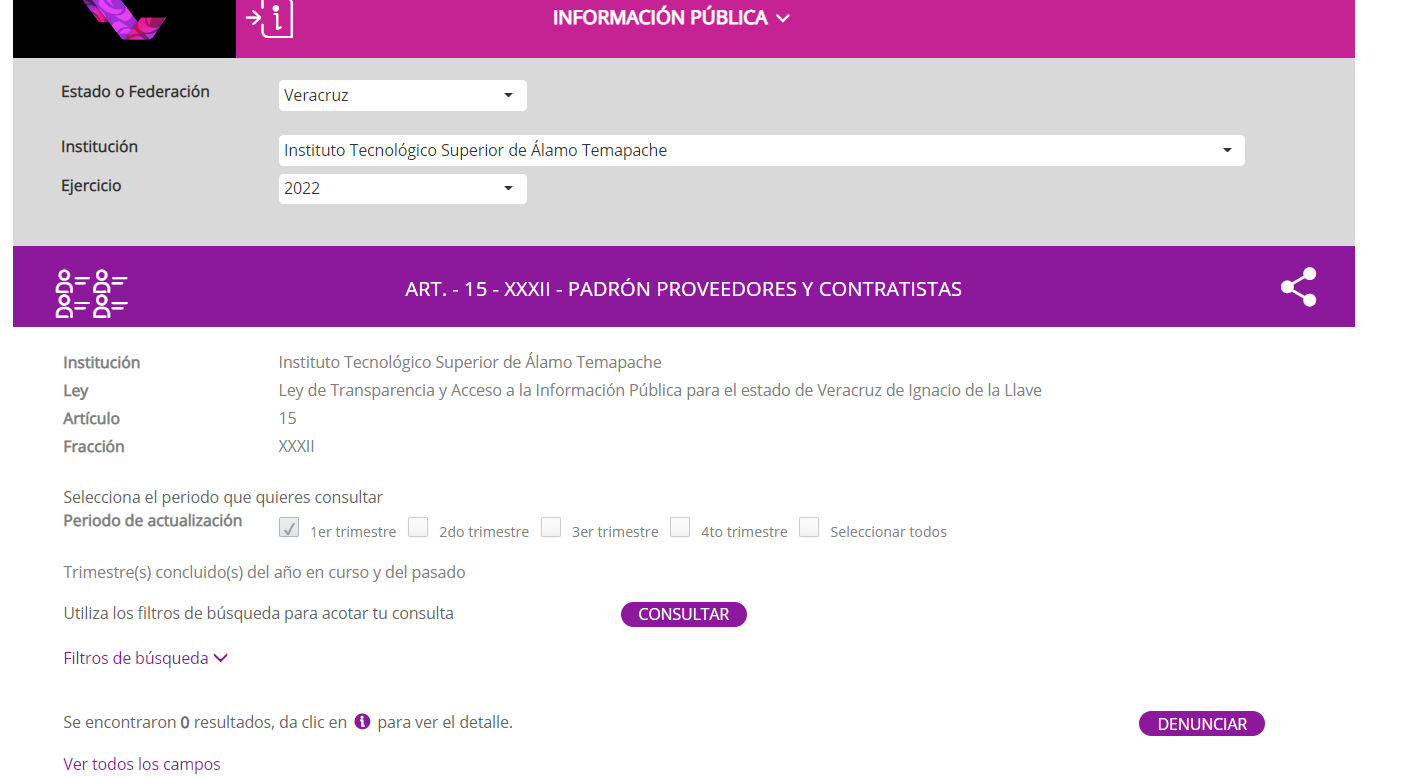 INFORMACIÓN PÚBLICA
Estado o Federación
Veracruz
Institución
Instituto Tecnológico Superior de Álamo Temapache
Ejercicio
2022
ART. - 15 - XXXII - PADRÓN PROVEEDORES Y CONTRATISTAS
Institución Instituto Tecnológico Superior de Álamo Temapache
Ley Ley de Transparencia y Acceso a la Información Pública para el estado de Veracruz de Ignacio de la Llave
Artículo 15
Fracción XXXII
Selecciona el periodo que quieres consultar
Periodo de actualización 1er trimestre 2do trimestre 3er trimestre 4to trimestre Seleccionar todos
Trimestre(s) concluido(s) del año en curso y del pasado
Utiliza los filtros de búsqueda para acotar tu consulta CONSULTAR
Filtros de búsqueda
Se encontraron 0 resultados, da clic en i para ver el detalle. DENUNCIAR
Ver todos los campos